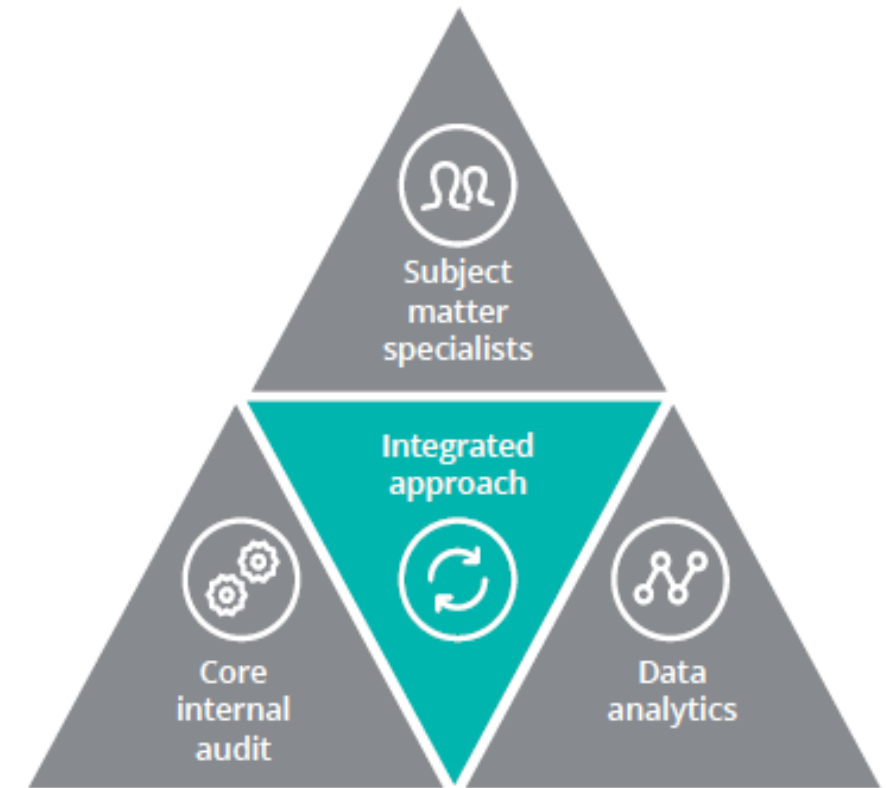 Subject
matter
specialists
Integrated
approach
Core
internal
audit
Data
analytics